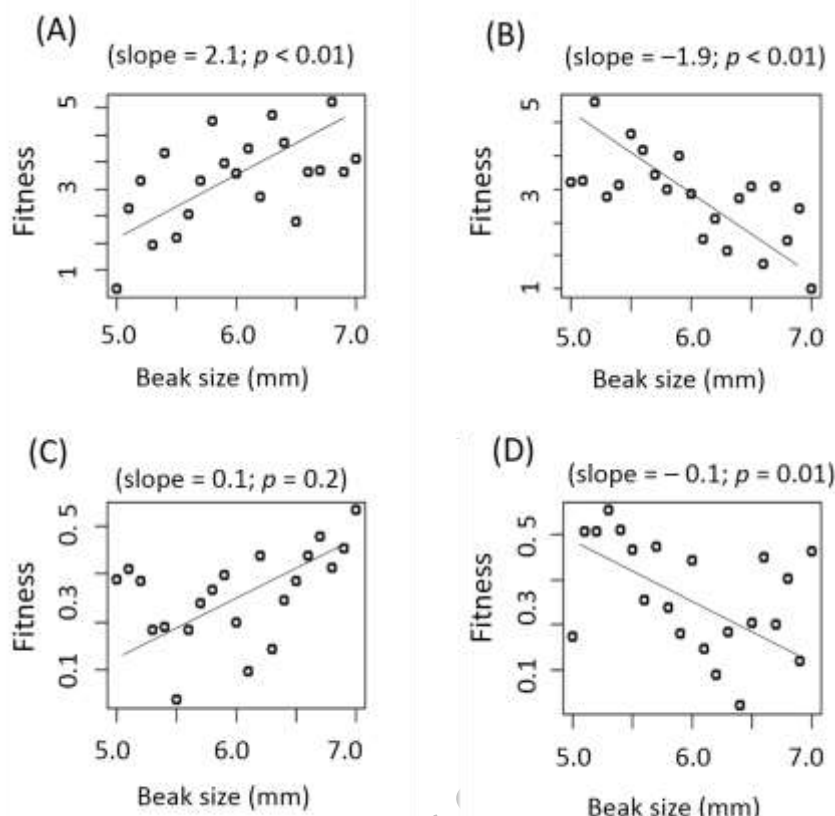 (A)
(slope = 2.1; p < 0.01)
5
3
1
Fitness
5.0 6.0 7.0
Beak size (mm)
(B)
(slope = –1.9; p < 0.01)
5
3
1
Fitness
5.0 6.0 7.0
Beak size (mm)
(C)
(slope = 0.1; p = 0.2)
0.5
0.3
0.1
Fitness
5.0 6.0 7.0
Beak size (mm)
(D)
(slope = – 0.1; p = 0.01)
0.5
0.3
0.1
Fitness
5.0 6.0 7.0
Beak size (mm)